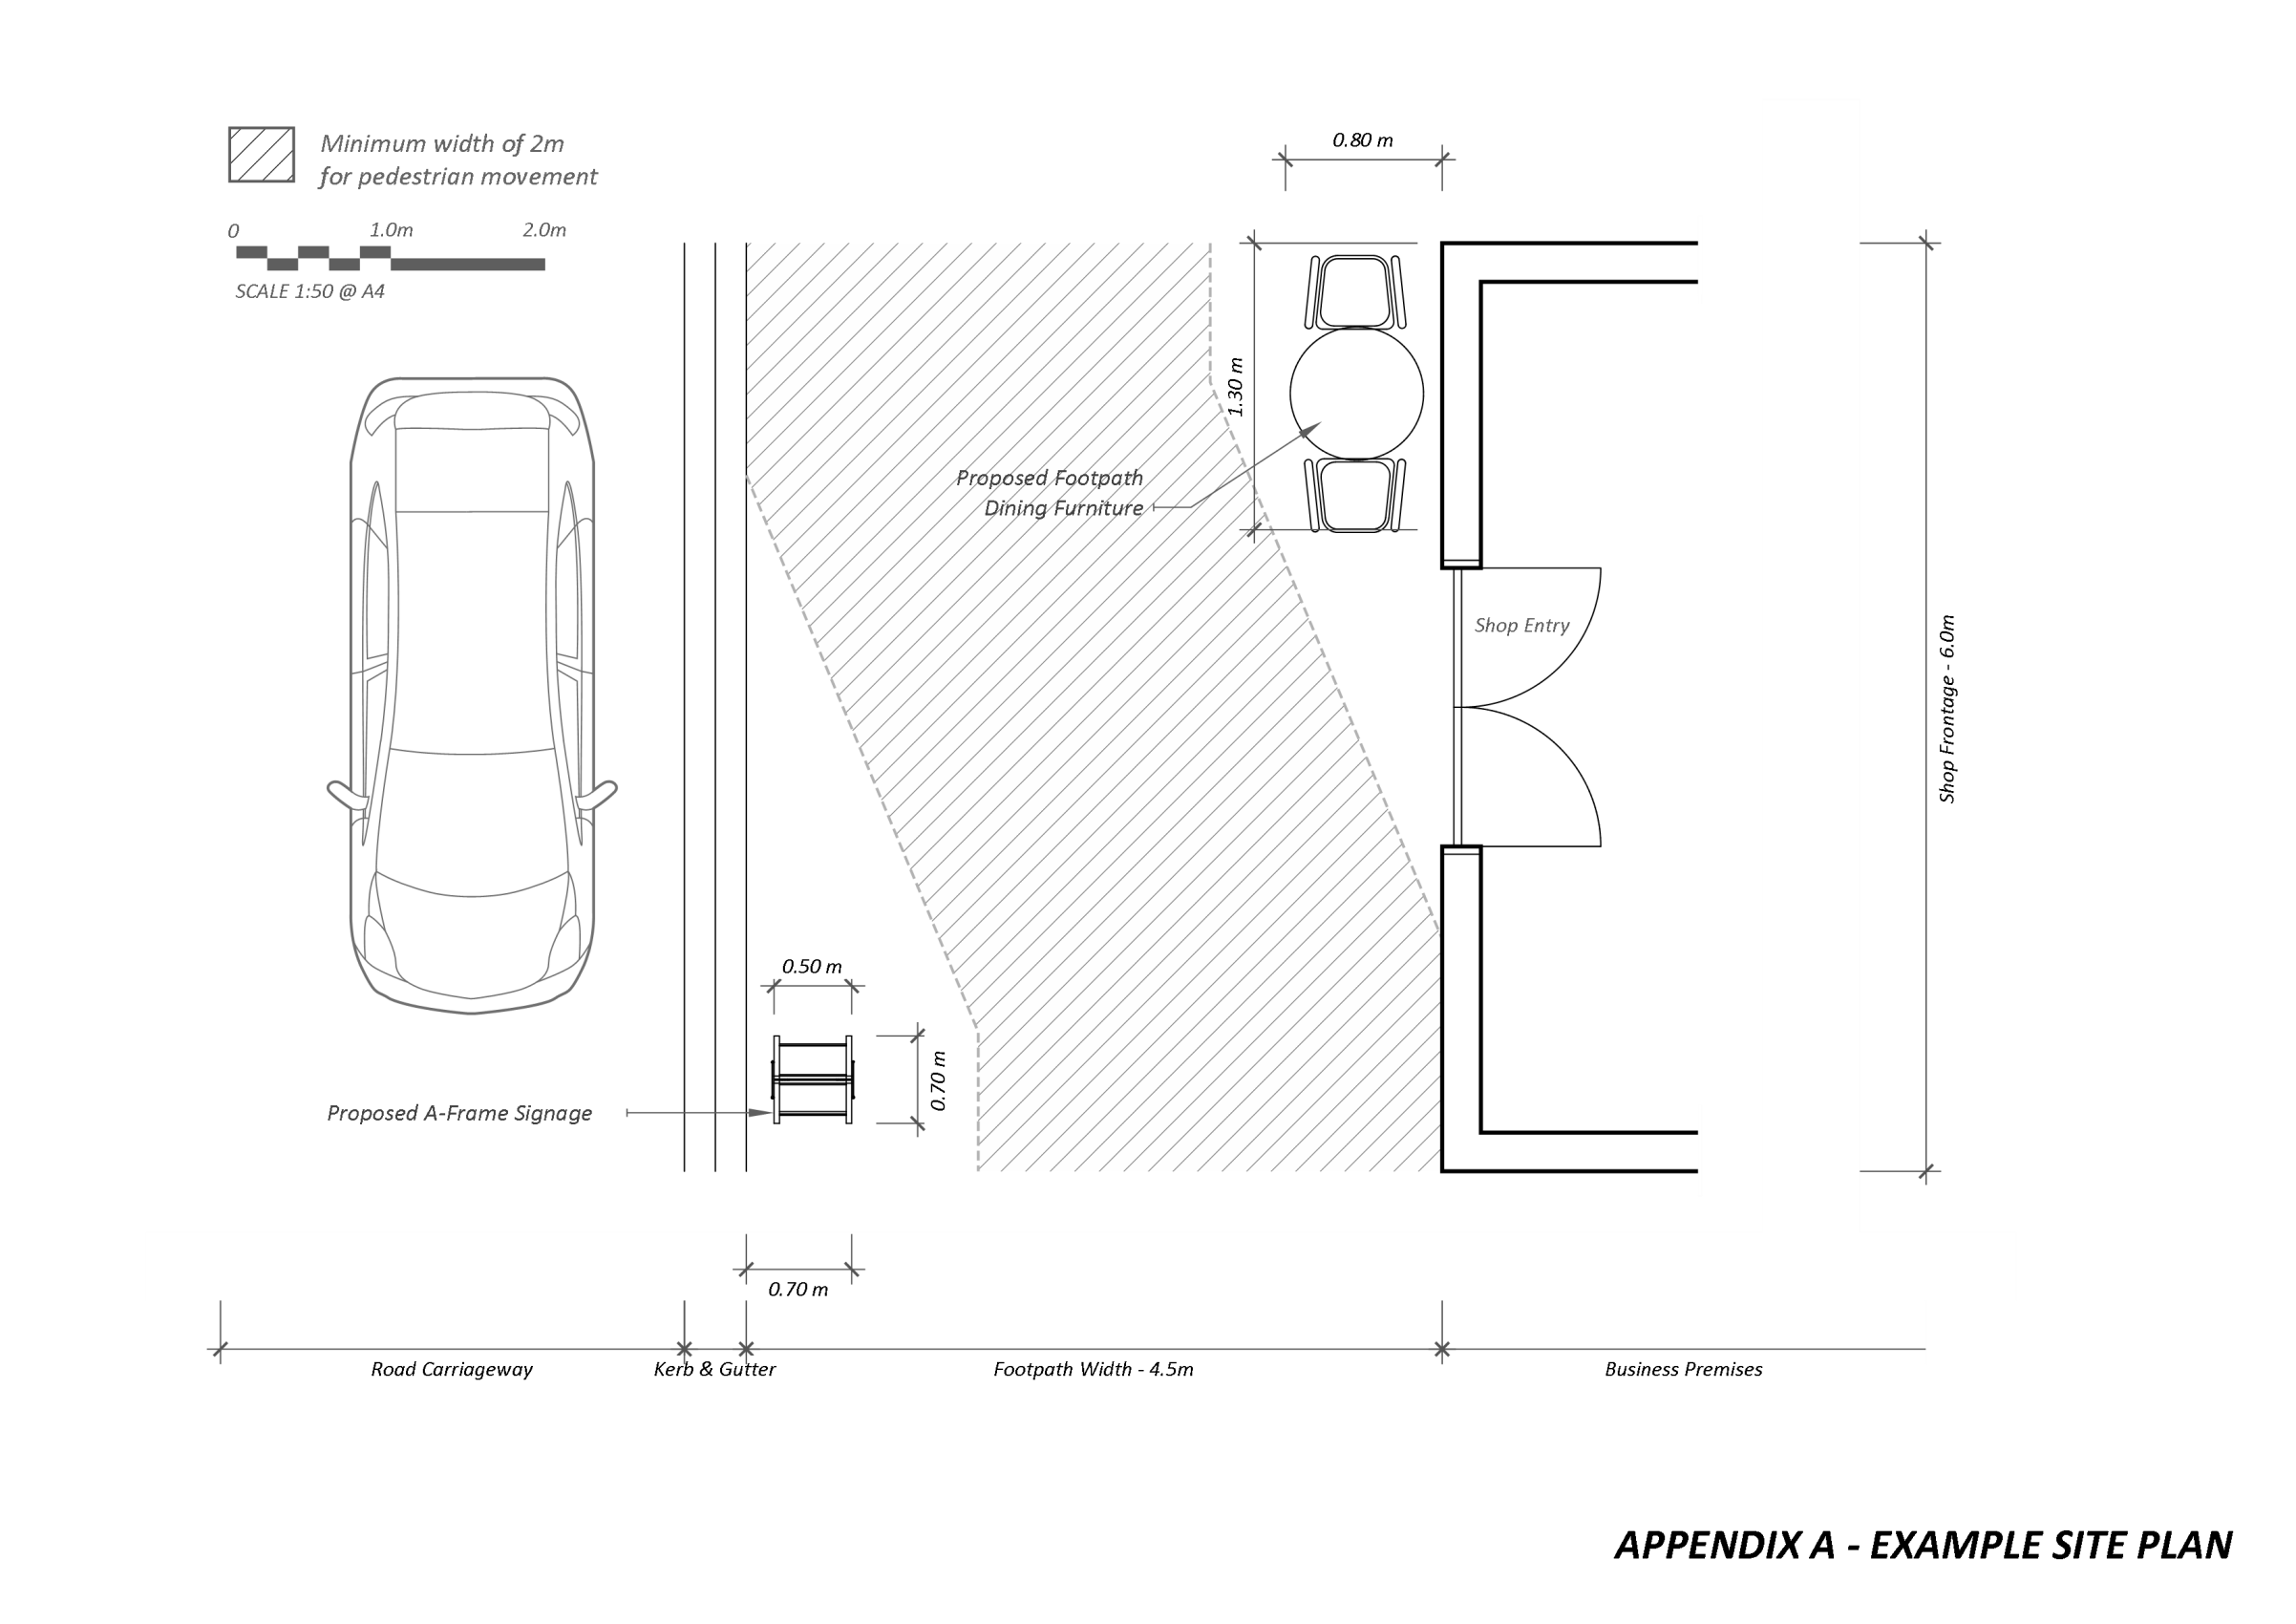 Minimum width of 2m
for pedestrian movement
0 1.0m 2.0m
SCALE 1:50 @ A4
0.80 m
1.30 m
Proposed Footpath
Dining Furniture
Shop Entry
Shop Frontage - 6.0m
0.50 m
0.70 m
Proposed A-Frame Signage
0.70 m
Road Carriageway
Kerb & Gutter
Footpath Width - 4.5m
Business Premises
APPENDIX A - EXAMPLE SITE PLAN